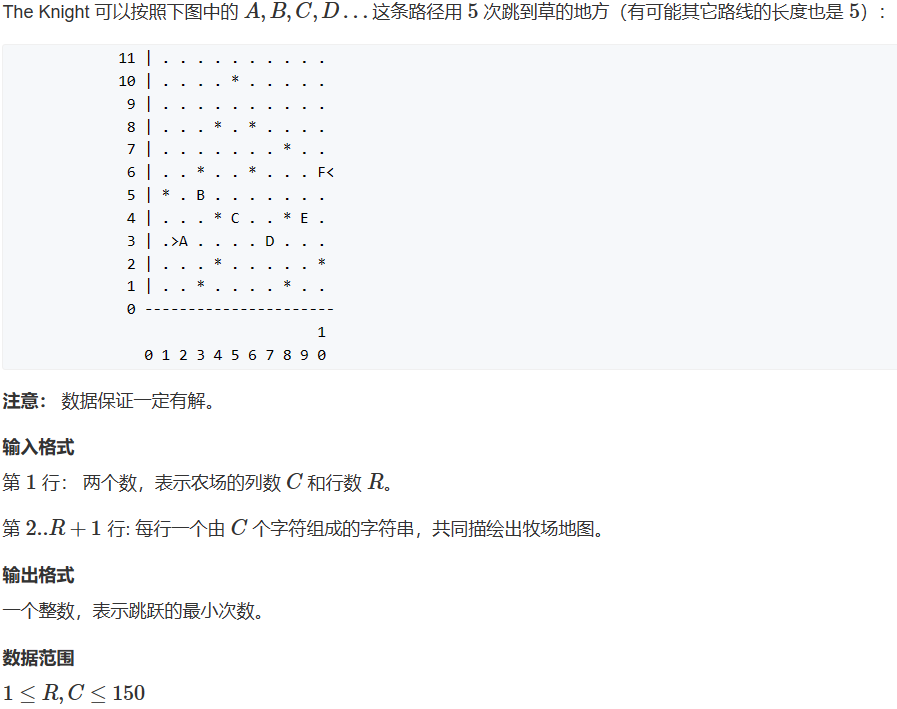 The Knight 可以按照下图中的 A, B, C, D … 这条路径用 5 次跳到草的地方（有可能其它路线的长度也是 5）：
11 | . . . . . . . . . .
10 | . . . . * . . . . .
9 | . . . . . . . . . .
8 | . . . * . * . . . .
7 | . . . . . . . * . .
6 | . . * . . * . . . F<
5 | * . B . . . . . . .
4 | . . . * C . . * E .
3 | .>A . . . . D . . .
2 | . . . * . . . . . *
1 | . . * . . . . * . .
0 ----------------------
1
0 1 2 3 4 5 6 7 8 9 0
注意： 数据保证一定有解。
输入格式
第 1 行： 两个数，表示农场的列数 C 和行数 R。
第 2..R + 1 行: 每行一个由 C 个字符组成的字符串，共同描绘出牧场地图。
输出格式
一个整数，表示跳跃的最小次数。
数据范围
1 ≤ R, C ≤ 150